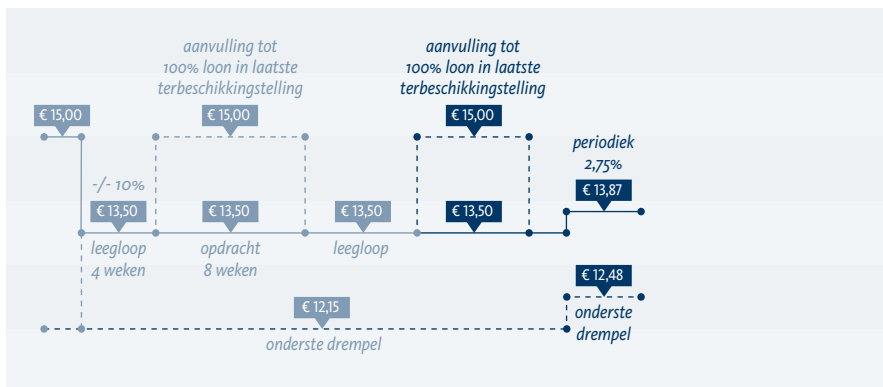 aanvulling tot
100% loon in laatste
terbeschikkingstelling
aanvulling tot
100% loon in laatste
terbeschikkingstelling
€ 15,00
€ 15,00
€ 15,00
periodiek
2,75%
-/- 10%
€ 13,87
€ 13,50
€ 13,50
€ 13,50
€ 13,50
leegloop
4 weken
opdracht
8 weken
leegloop
€ 12,48
€ 12,15
onderste
drempel
onderste drempel